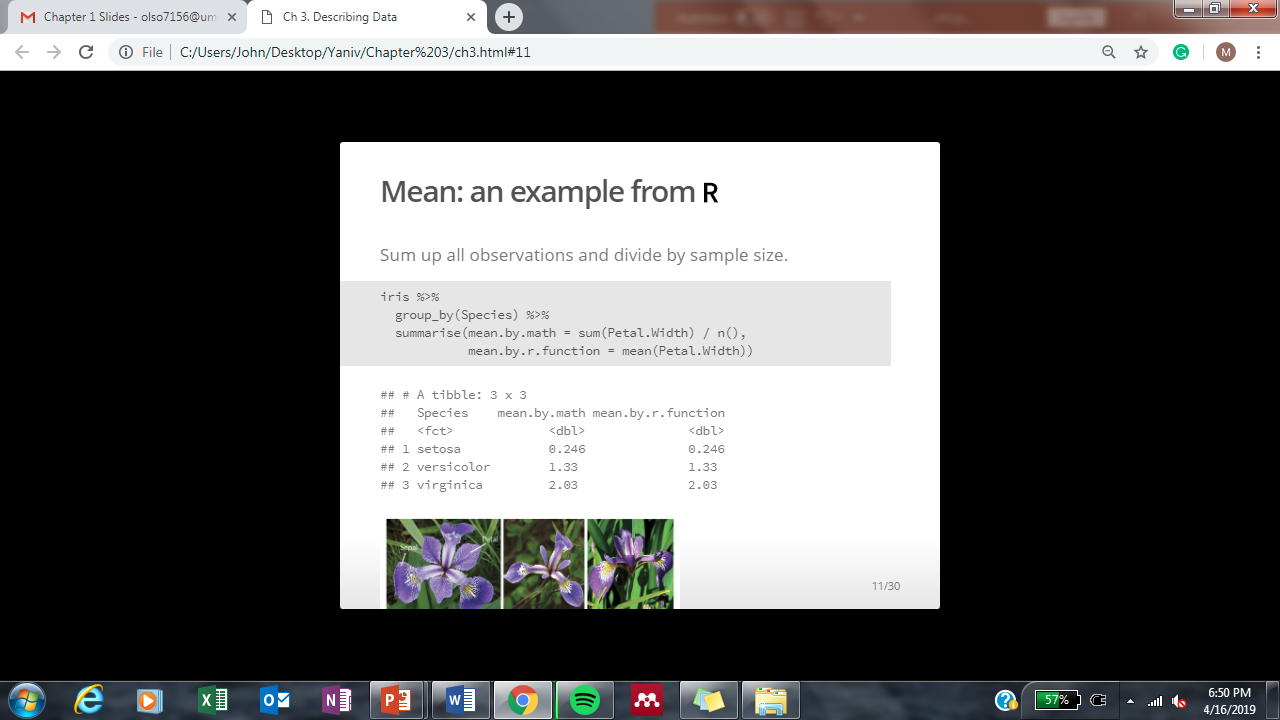 Chapter 1 Slides - olso7156@um
Ch 3. Describing Data
File
C:/Users/John/Desktop/Yaniv/Chapter%203/ch3.html#11
M
Mean: an example from R
Sum up all observations and divide by sample size.
iris %>%
  group_by(Species) %>%
  summarise(mean.by.math = sum(Petal.Width) / n(),
            mean.by.r.function = mean(Petal.Width))
## # A tibble: 3 x 3
##   Species    mean.by.math mean.by.r.function
##   <fct>             <dbl>              <dbl>
## 1 setosa            0.246              0.246
## 2 versicolor        1.33               1.33
## 3 virginica         2.03               2.03
Sepal
Petal
11/30
57%
6:50 PM
4/16/2019